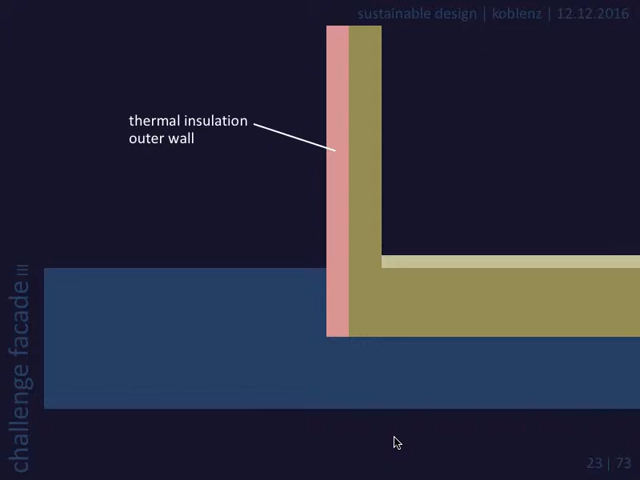 sustainable design | koblenz | 12.12.2016
thermal insulation
outer wall
challenge facade III
23 | 73